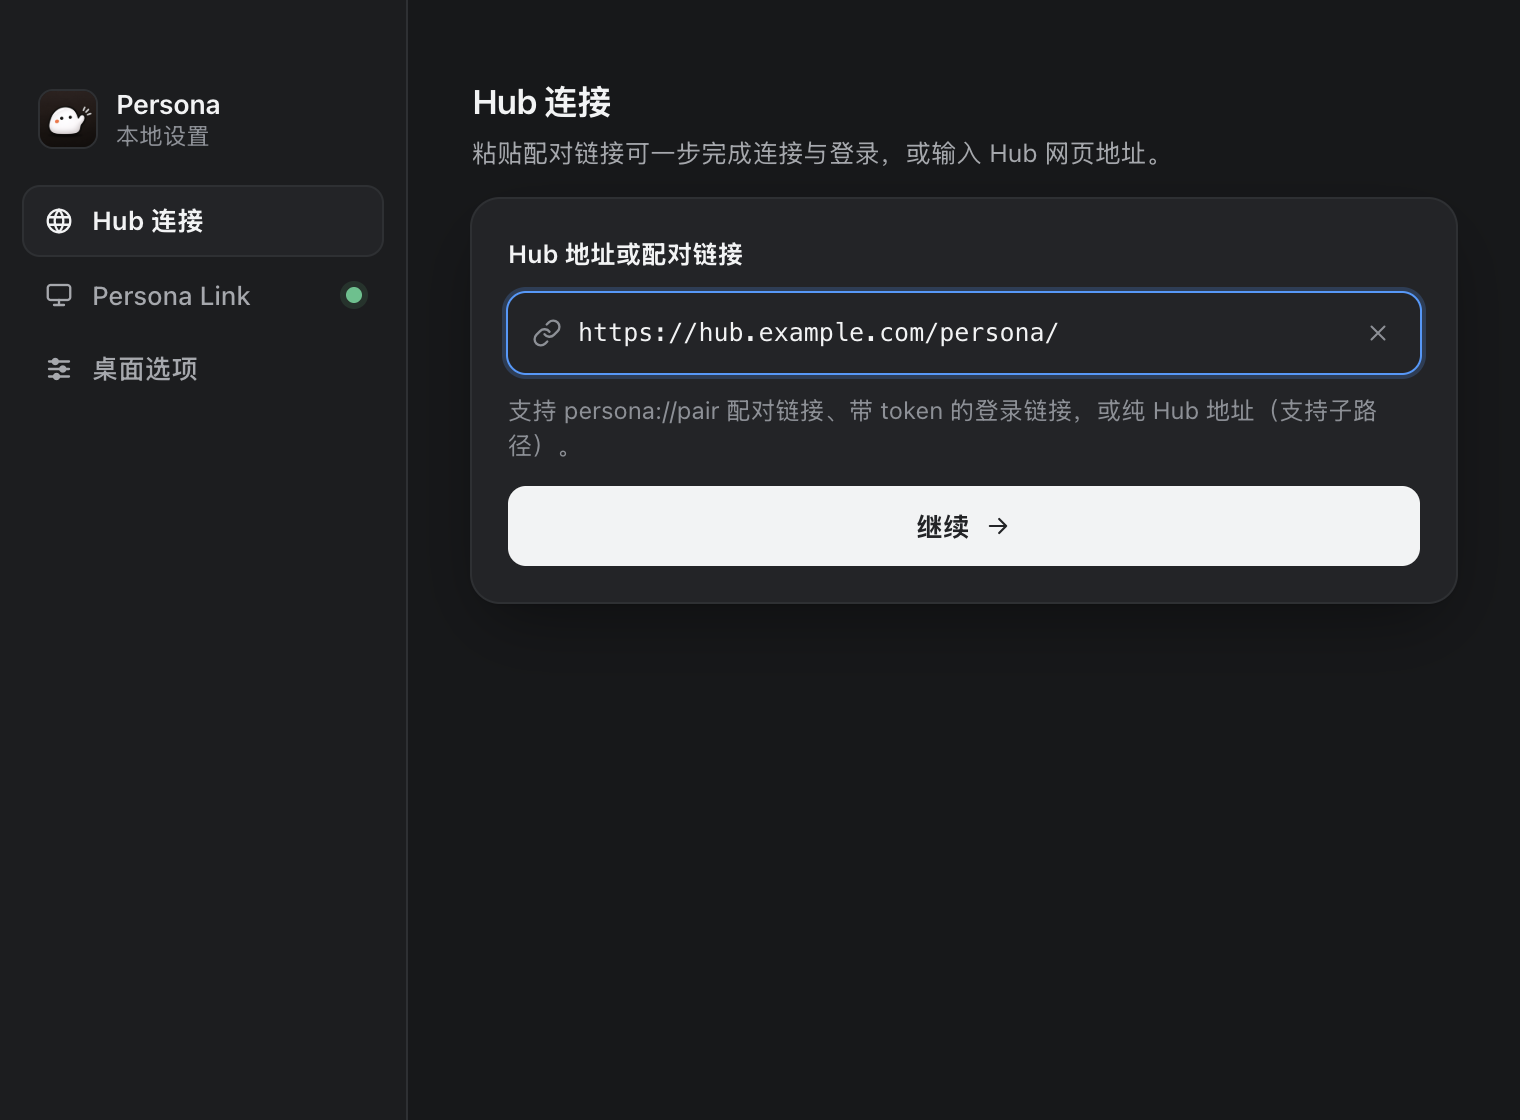 Persona
本地设置
Hub 连接
Persona Link
桌面选项
Hub 连接
粘贴配对链接可一步完成连接与登录，或输入 Hub 网页地址。
Hub 地址或配对链接
https://hub.example.com/persona/
支持 persona://pair 配对链接、带 token 的登录链接，或纯 Hub 地址（支持子路
径）。
继续